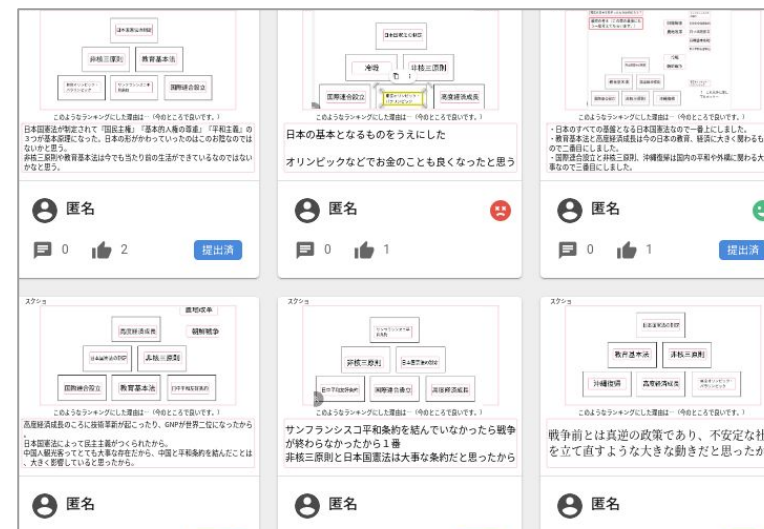 日本国憲法の制定
非核三原則
教育基本法
国際連合設立
このようなランキングにした理由は…（今のところで良いです。）
日本国憲法が制定されて「国民主権」「基本的人権の尊重」「平和主義」の
3つが基本原理になった。日本の形がかわっていったのはこのお陰なのでは
ないかと思う。
非核三原則や教育基本法は今でも当たり前の生活ができているなのではない
かなと思う。
匿名
0
2
提出済
日本国憲法の制定
冷戦
非核三原則
国際連合設立
高度経済成長
このようなランキングにした理由は…（今のところで良いです。）
日本の基本となるものをうえにした
オリンピックなどでお金のことも良くなったと思う
匿名
0
1
このようなランキングにした理由は…（今のところで良いです。）
・日本のすべての基盤となる日本国憲法なので一番上にしました。
・教育基本法と高度経済成長は今の日本の教育、経済に大きく関わるも
ので二番目にしました。
・国際連合設立と非核三原則、沖縄復帰は国内の平和や外構に関わる大
事なので三番目にしました。
匿名
0
1
提出済
スクショ
農地改革
高度経済成長
朝鮮戦争
日本国憲法の制定
非核三原則
国際連合設立
教育基本法
日中平和友好条約
このようなランキングにした理由は…（今のところで良いです。）
高度経済成長のころに技術革新が起こったり、GNPが世界二位になったから
。
日本国憲法によって民主主義がつくられたから。
中国人観光客ってとても大事な存在だから、中国と平和条約を結んだことは
、大きく影響していると思ったから。
匿名
スクショ
非核三原則
日本国憲法の制定
日中平和友好条約
国際連合設立
高度経済成長
このようなランキングにした理由は…（今のところで良いです。）
サンフランシスコ平和条約を結んでいなかったら戦争
が終わらなかったから１番
非核三原則と日本国憲法は大事な条約だと思ったから
匿名
スクショ
日本国憲法の制定
教育基本法
非核三原則
沖縄復帰
高度経済成長
このようなランキングにした理由は…（今のところで良いです。）
戦争前とは真逆の政策であり、不安定な社
を立て直すような大きな動きだと思ったか
匿名